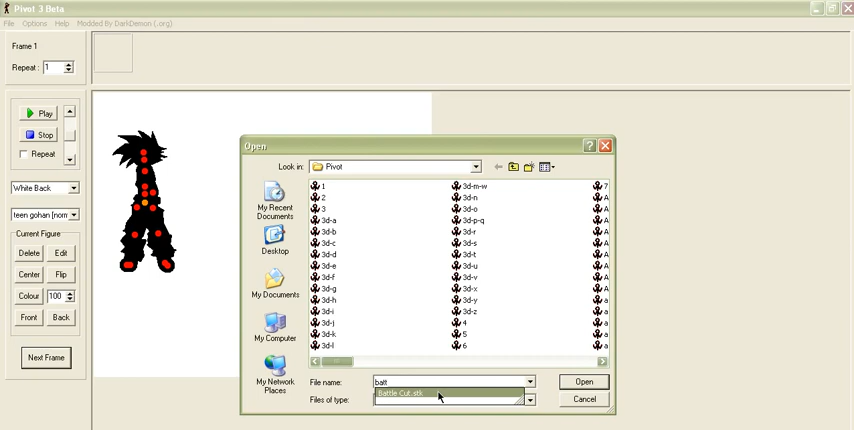 Pivot 3 Beta
File Options Help Modded By DarkDemon (.org)
Frame 1
Repeat: 1
Play
Stop
Repeat
White Back
teen gohan [norm
Current Figure
Delete Edit
Center Flip
Colour 100
Front Back
Next Frame
Open
Look in: Pivot
My Recent
Documents
Desktop
My Documents
My Computer
My Network
Places
1 3d-m-w 7
2 3d-n A
3 3d-o A
3d-a 3d-p-q A
3d-b 3d-r A
3d-c 3d-s A
3d-d 3d-t A
3d-e 3d-u A
3d-f 3d-v A
3d-g 3d-x A
3d-h 3d-y a
3d-i 3d-z a
3d-j 4 a
3d-k 5 a
3d-l 6 a
File name: batt Open
Battle Cut.stk
Files of type: Cancel